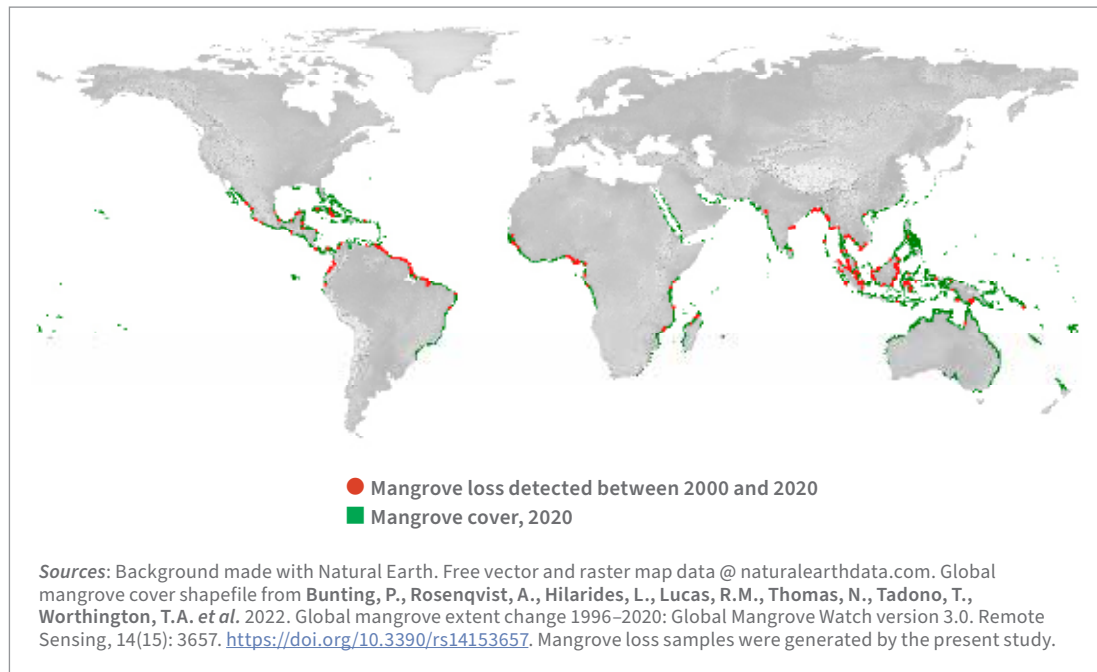 Mangrove loss detected between 2000 and 2020
Mangrove cover, 2020
Sources: Background made with Natural Earth. Free vector and raster map data @ naturalearthdata.com. Global
mangrove cover shapefile from Bunting, P., Rosenqvist, A., Hilarides, L., Lucas, R.M., Thomas, N., Tadono, T.,
Worthington, T.A. et al. 2022. Global mangrove extent change 1996–2020: Global Mangrove Watch version 3.0. Remote
Sensing, 14(15): 3657. https://doi.org/10.3390/rs14153657. Mangrove loss samples were generated by the present study.